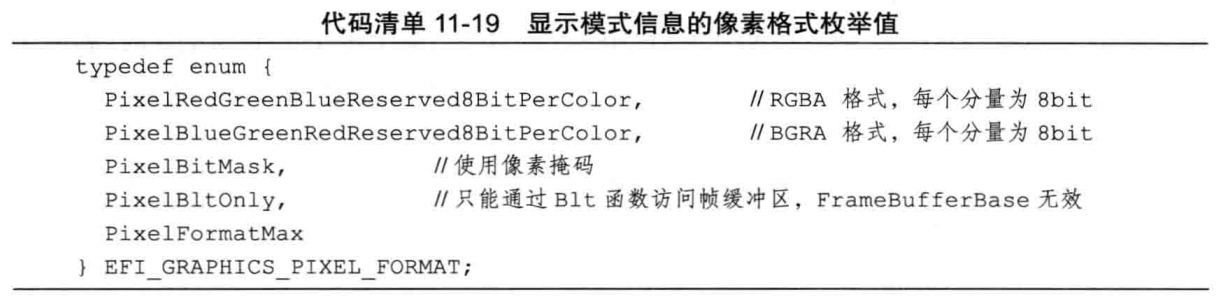 代码清单 11-19 显示模式信息的像素格式枚举值
typedef enum {
PixelRedGreenBlueReserved8BitPerColor, //RGBA 格式，每个分量为 8bit
PixelBlueGreenRedReserved8BitPerColor, //BGRA 格式，每个分量为 8bit
PixelBitMask, //使用像素掩码
PixelBltOnly, //只能通过 Blt 函数访问帧缓冲区，FrameBufferBase 无效
PixelFormatMax
} EFI_GRAPHICS_PIXEL_FORMAT;